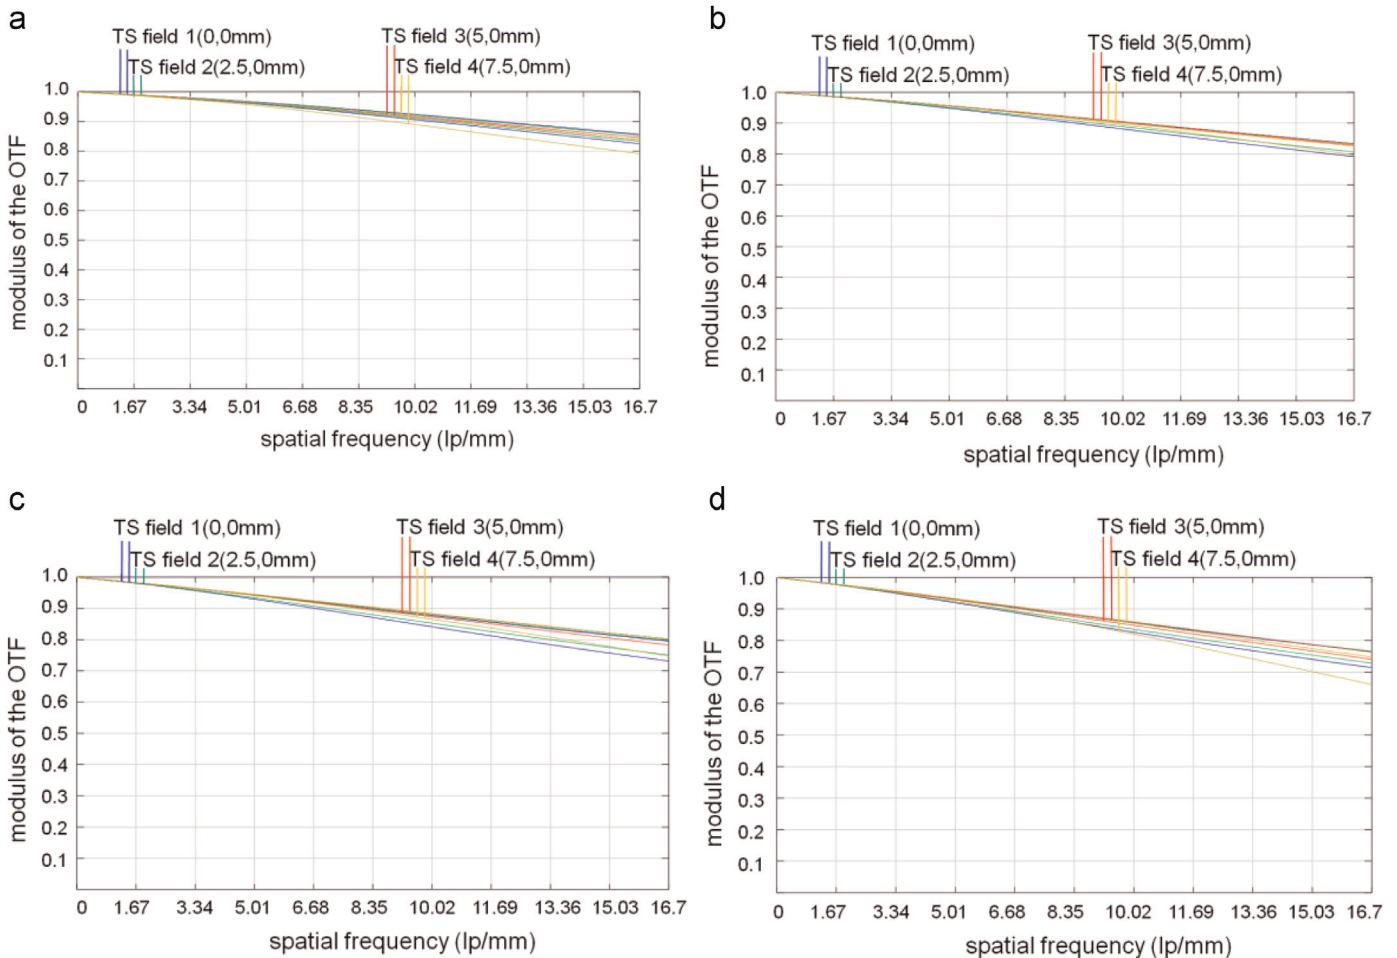 a
TS field 1(0,0mm)
TS field 3(5,0mm)
TS field 2(2.5,0mm)
TS field 4(7.5,0mm)
1.0
0.9
0.8
0.7
0.6
0.5
0.4
0.3
0.2
0.1
modulus of the OTF
0 1.67 3.34 5.01 6.68 8.35 10.02 11.69 13.36 15.03 16.7
spatial frequency (lp/mm)
b
TS field 1(0,0mm)
TS field 3(5,0mm)
TS field 2(2.5,0mm)
TS field 4(7.5,0mm)
1.0
0.9
0.8
0.7
0.6
0.5
0.4
0.3
0.2
0.1
modulus of the OTF
0 1.67 3.34 5.01 6.68 8.35 10.02 11.69 13.36 15.03 16.7
spatial frequency (lp/mm)
c
TS field 1(0,0mm)
TS field 3(5,0mm)
TS field 2(2.5,0mm)
TS field 4(7.5,0mm)
1.0
0.9
0.8
0.7
0.6
0.5
0.4
0.3
0.2
0.1
modulus of the OTF
0 1.67 3.34 5.01 6.68 8.35 10.02 11.69 13.36 15.03 16.7
spatial frequency (lp/mm)
d
TS field 1(0,0mm)
TS field 3(5,0mm)
TS field 2(2.5,0mm)
TS field 4(7.5,0mm)
1.0
0.9
0.8
0.7
0.6
0.5
0.4
0.3
0.2
0.1
modulus of the OTF
0 1.67 3.34 5.01 6.68 8.35 10.02 11.69 13.36 15.03 16.7
spatial frequency (lp/mm)